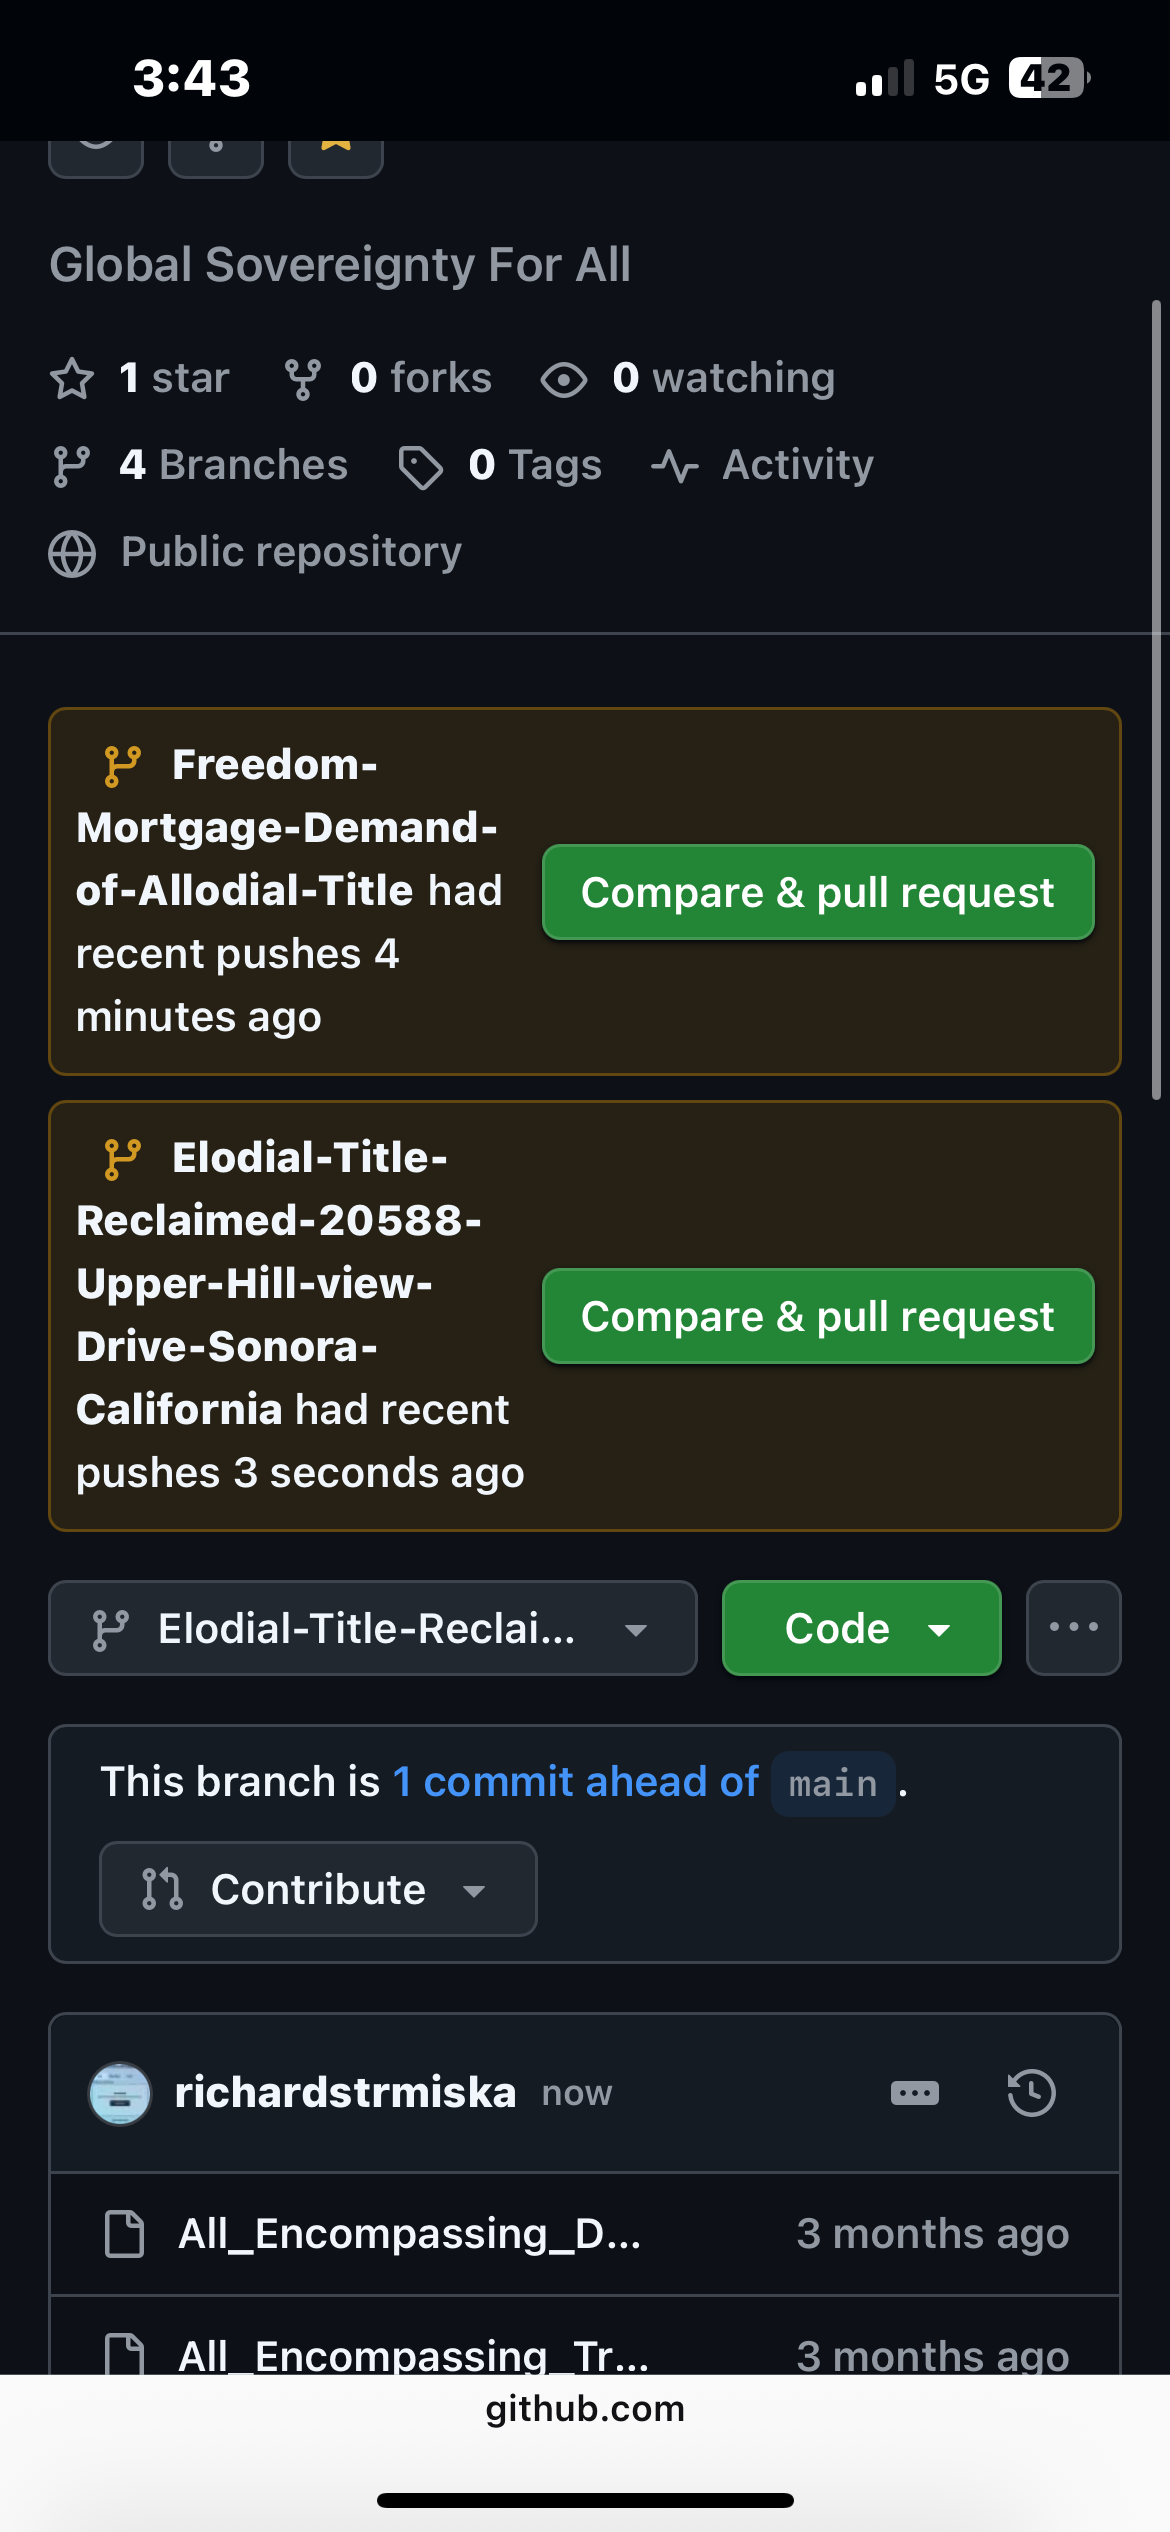 3:43
5G 42
Global Sovereignty For All
1 star 0 forks 0 watching
4 Branches 0 Tags Activity
Public repository
Freedom-
Mortgage-Demand-
of-Allodial-Title had
recent pushes 4
minutes ago
Compare & pull request
Elodial-Title-
Reclaimed-20588-
Upper-Hill-view-
Drive-Sonora-
California had recent
pushes 3 seconds ago
Compare & pull request
Elodial-Title-Reclai... Code
This branch is 1 commit ahead of main .
Contribute
richardstrmiska now
All_Encompassing_D... 3 months ago
All_Encompassing_Tr... 3 months ago
github.com